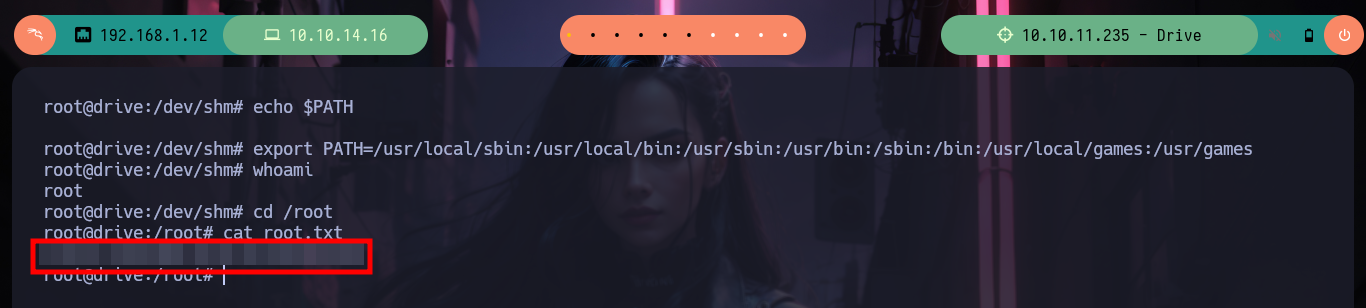 192.168.1.12 10.10.14.16 10.10.11.235 - Drive
root@drive:/dev/shm# echo $PATH
root@drive:/dev/shm# export PATH=/usr/local/sbin:/usr/local/bin:/usr/sbin:/usr/bin:/sbin:/bin:/usr/local/games:/usr/games
root@drive:/dev/shm# whoami
root
root@drive:/dev/shm# cd /root
root@drive:/root# cat root.txt
root@drive:/root#